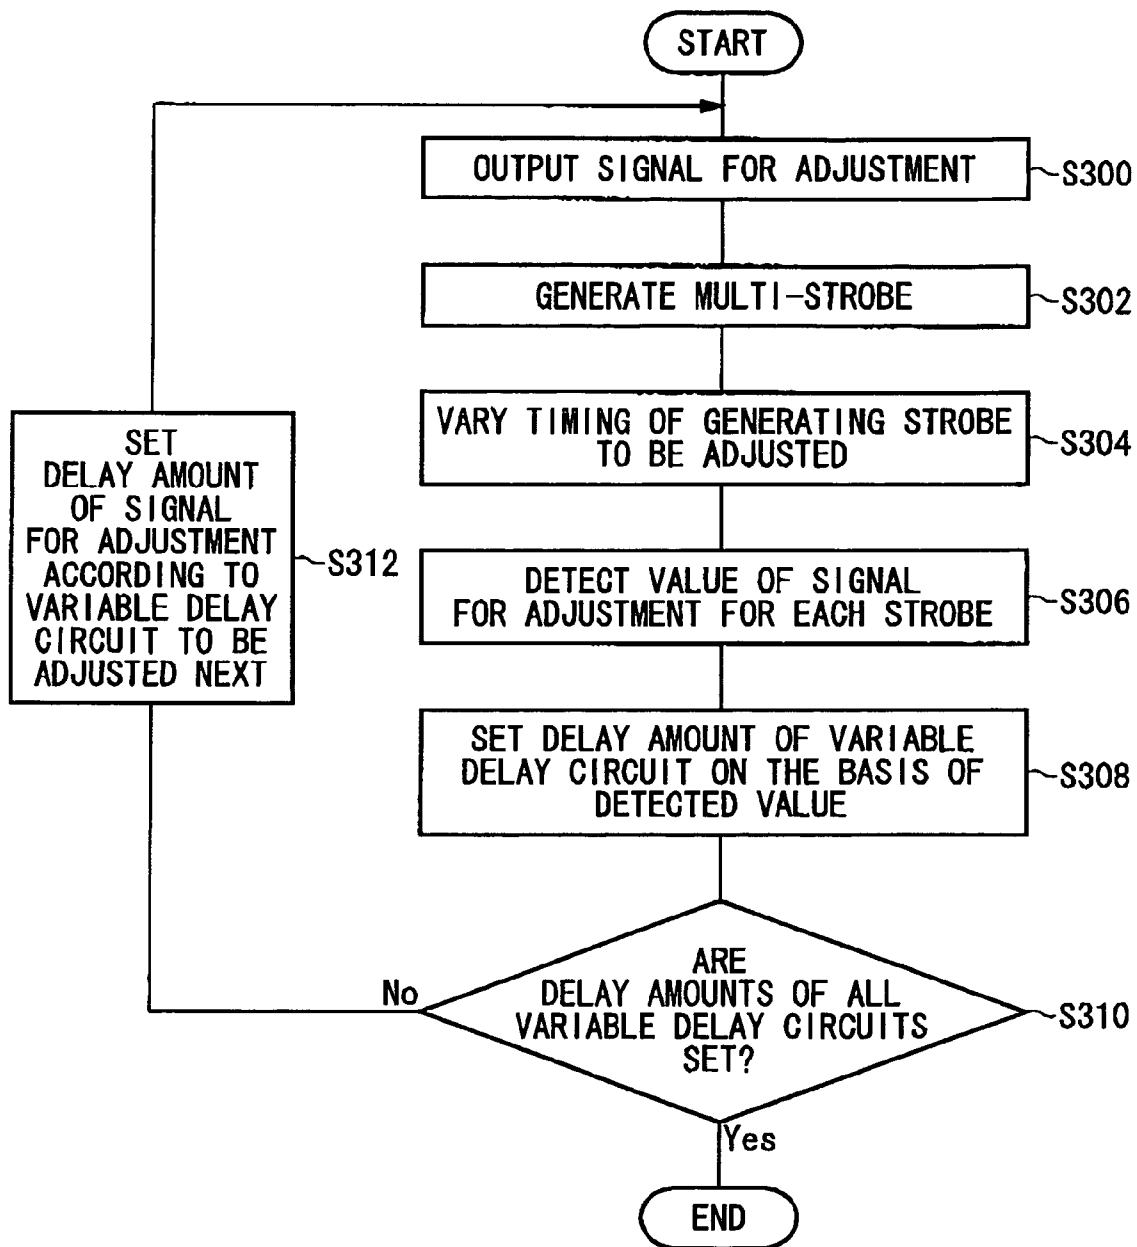 START
OUTPUT SIGNAL FOR ADJUSTMENT
S300
GENERATE MULTI-STROBE
S302
VARY TIMING OF GENERATING STROBE
TO BE ADJUSTED
S304
DETECT VALUE OF SIGNAL
FOR ADJUSTMENT FOR EACH STROBE
S306
SET DELAY AMOUNT OF VARIABLE
DELAY CIRCUIT ON THE BASIS OF
DETECTED VALUE
S308
ARE
DELAY AMOUNTS OF ALL
VARIABLE DELAY CIRCUITS
SET?
S310
No
SET
DELAY AMOUNT
OF SIGNAL
FOR ADJUSTMENT
ACCORDING TO
VARIABLE DELAY
CIRCUIT TO BE
ADJUSTED NEXT
S312
Yes
END